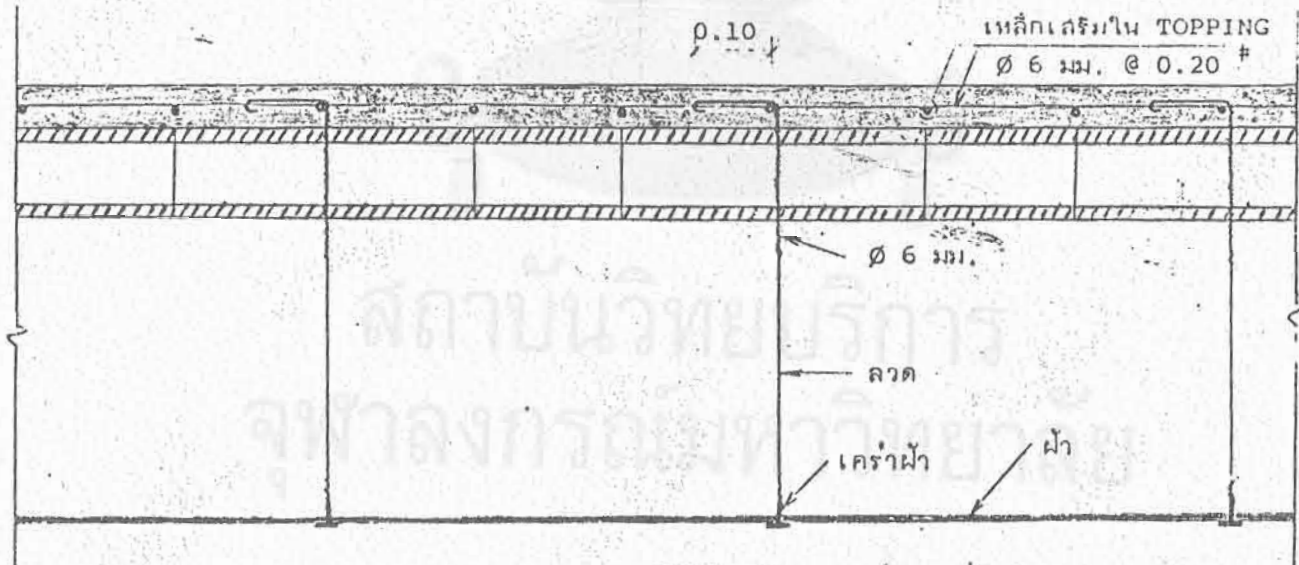 0.10
เหล็กเสริมใน TOPPING
Ø 6 มม. @ 0.20 #
Ø 6 มม.
สถาบันวิทยบริการ
ลวด
จุฬาลงกรณ์มหาวิทยาลัย
เคร่าฝ้า
ฝ้า